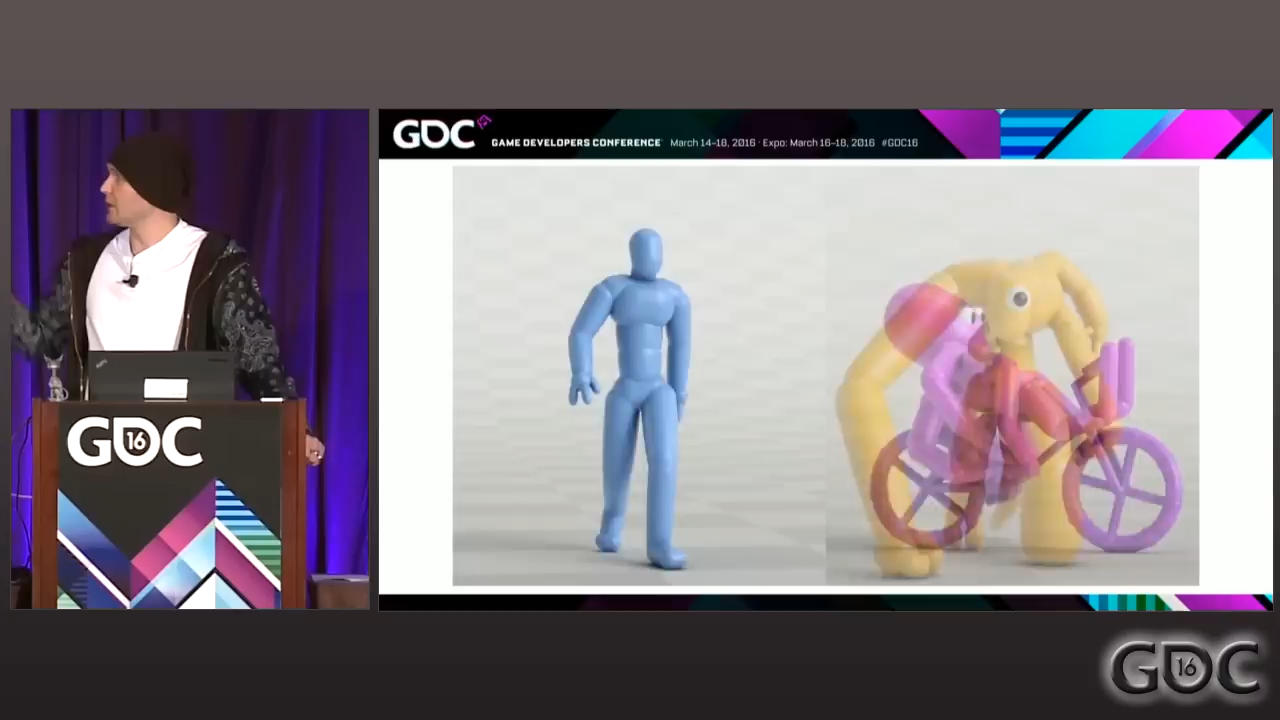 GDC
GAME DEVELOPERS CONFERENCE March 14–18, 2016 · Expo: March 16–18, 2016 #GDC16
GDC
16
GDC
16